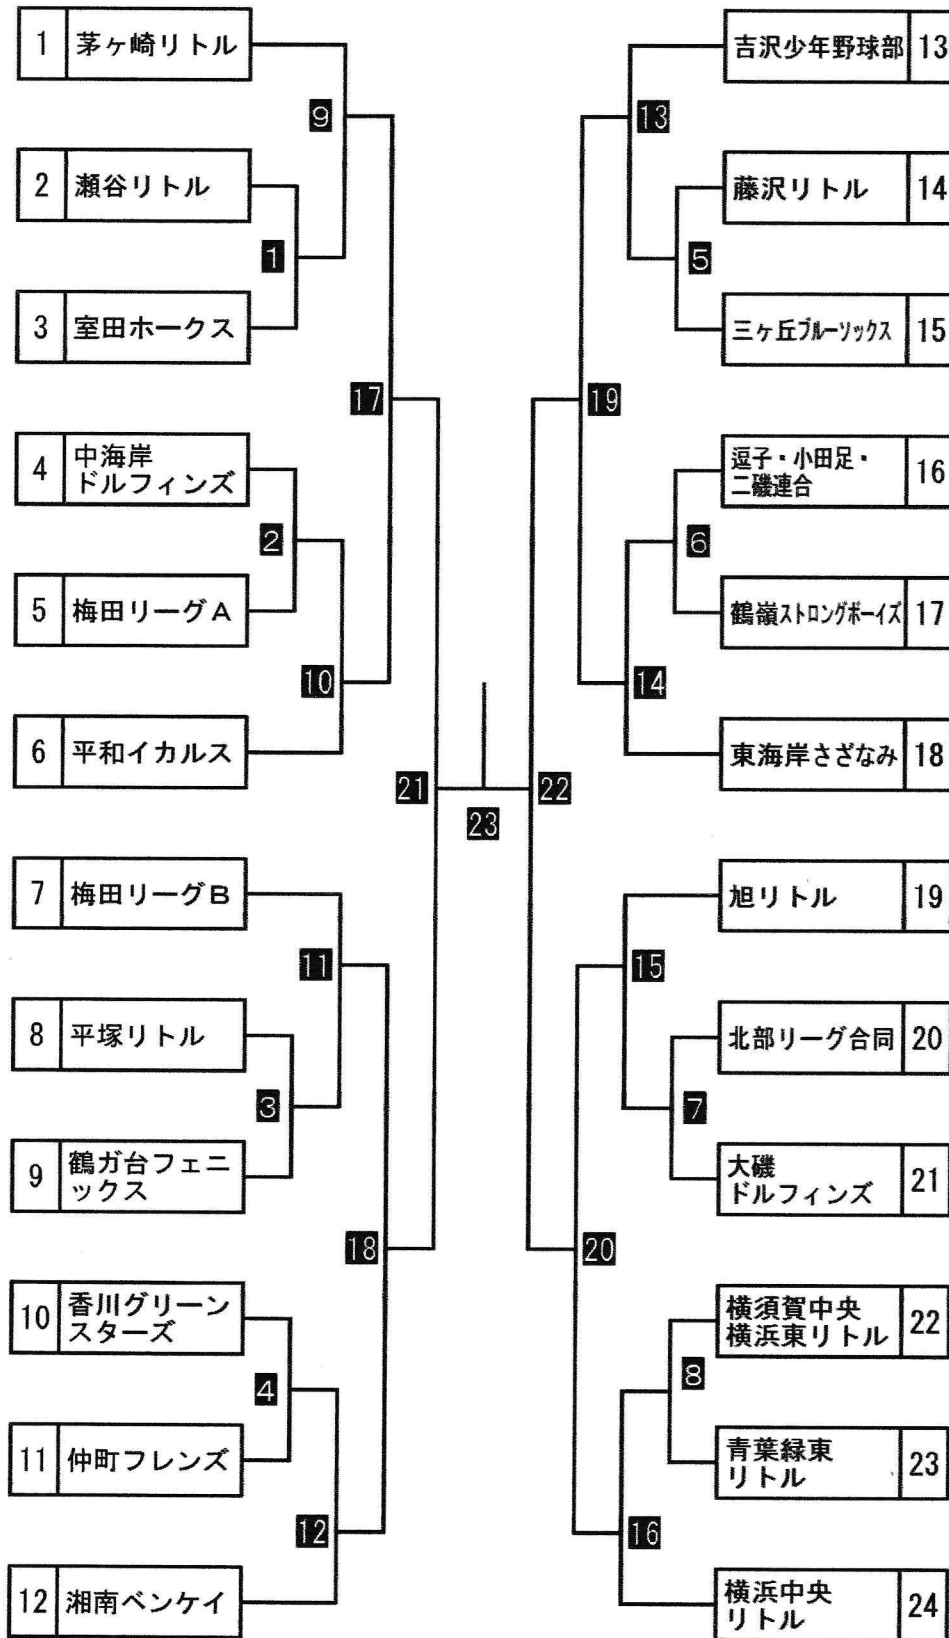 1 茅ヶ崎リトル
9
2 瀬谷リトル
1
3 室田ホークス
17
4 中海岸
ドルフィンズ
2
5 梅田リーグA
10
6 平和イカルス
21
7 梅田リーグB
11
8 平塚リトル
3
9 鶴ガ台フェニ
ックス
18
10 香川グリーン
スターズ
4
11 仲町フレンズ
12
12 湘南ベンケイ
23
吉沢少年野球部 13
13
藤沢リトル 14
5
三ヶ丘ブルーソックス 15
19
逗子・小田足・
二磯連合 16
6
鶴嶺ストロングボーイズ 17
14
東海岸さざなみ 18
22
旭リトル 19
15
北部リーグ合同 20
7
大磯
ドルフィンズ 21
20
横須賀中央
横浜東リトル 22
8
青葉緑東
リトル 23
16
横浜中央
リトル 24